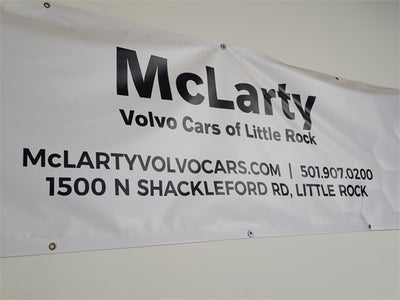 McLarty
Volvo Cars of Little Rock
McLARTYVOLVOCARS.COM | 501.907.0200
1500 N SHACKLEFORD RD, LITTLE ROCK